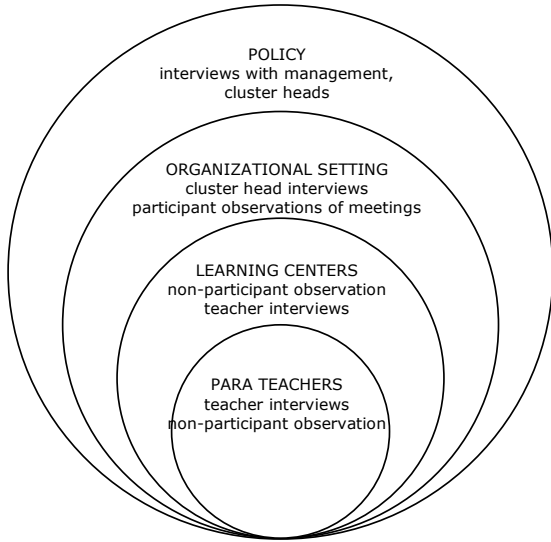 POLICY
interviews with management,
cluster heads
ORGANIZATIONAL SETTING
cluster head interviews
participant observations of meetings
LEARNING CENTERS
non-participant observation
teacher interviews
PARA TEACHERS
teacher interviews
non-participant observation